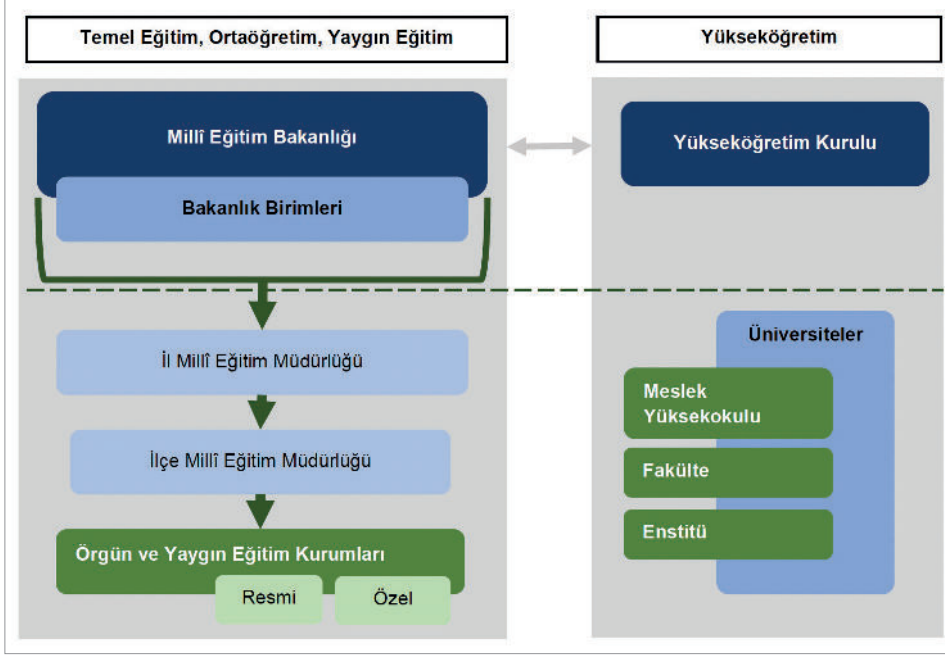 Temel Eğitim, Ortaöğretim, Yaygın Eğitim
Millî Eğitim Bakanlığı
Bakanlık Birimleri
İl Millî Eğitim Müdürlüğü
İlçe Millî Eğitim Müdürlüğü
Örgün ve Yaygın Eğitim Kurumları
Resmi
Özel
Yükseköğretim
Yükseköğretim Kurulu
Üniversiteler
Meslek
Yüksekokulu
Fakülte
Enstitü